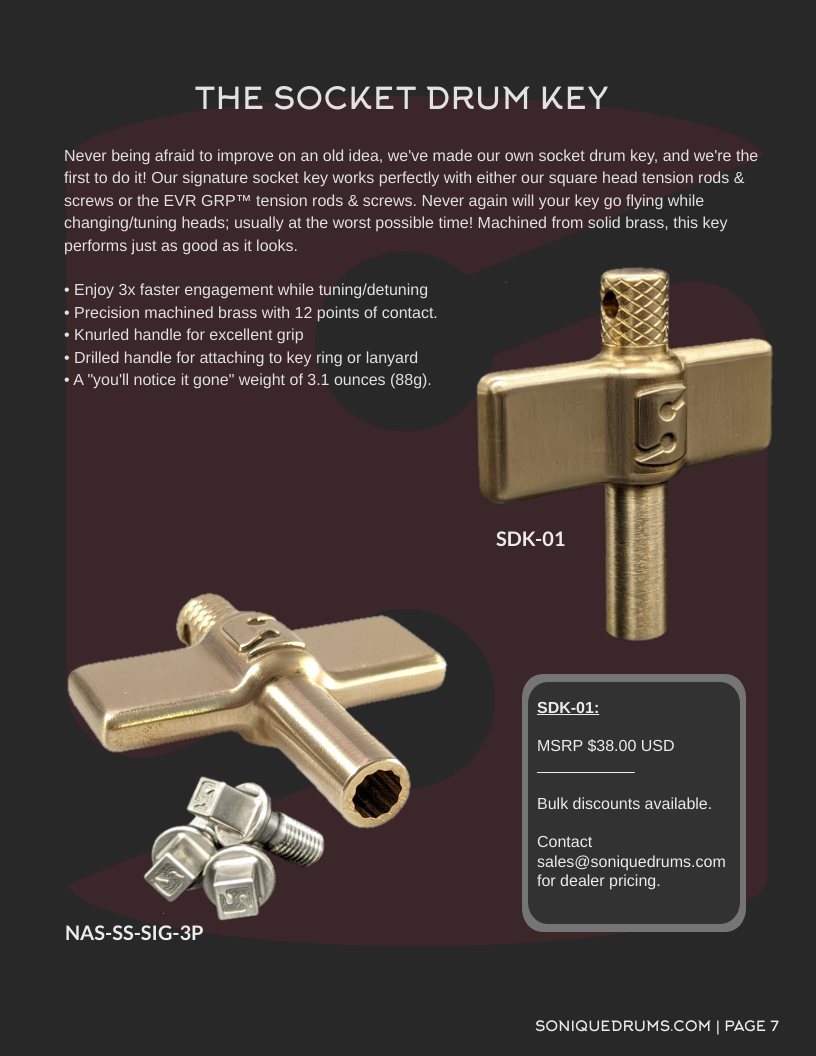 THE SOCKET DRUM KEY
Never being afraid to improve on an old idea, we've made our own socket drum key, and we're the
first to do it! Our signature socket key works perfectly with either our square head tension rods &
screws or the EVR GRP™ tension rods & screws. Never again will your key go flying while
changing/tuning heads; usually at the worst possible time! Machined from solid brass, this key
performs just as good as it looks.
• Enjoy 3x faster engagement while tuning/detuning
• Precision machined brass with 12 points of contact.
• Knurled handle for excellent grip
• Drilled handle for attaching to key ring or lanyard
• A "you'll notice it gone" weight of 3.1 ounces (88g).
SDK-01
SDK-01:
MSRP $38.00 USD
Bulk discounts available.
Contact
sales@soniquedrums.com
for dealer pricing.
NAS-SS-SIG-3P
SONIQUEDRUMS.COM | PAGE 7